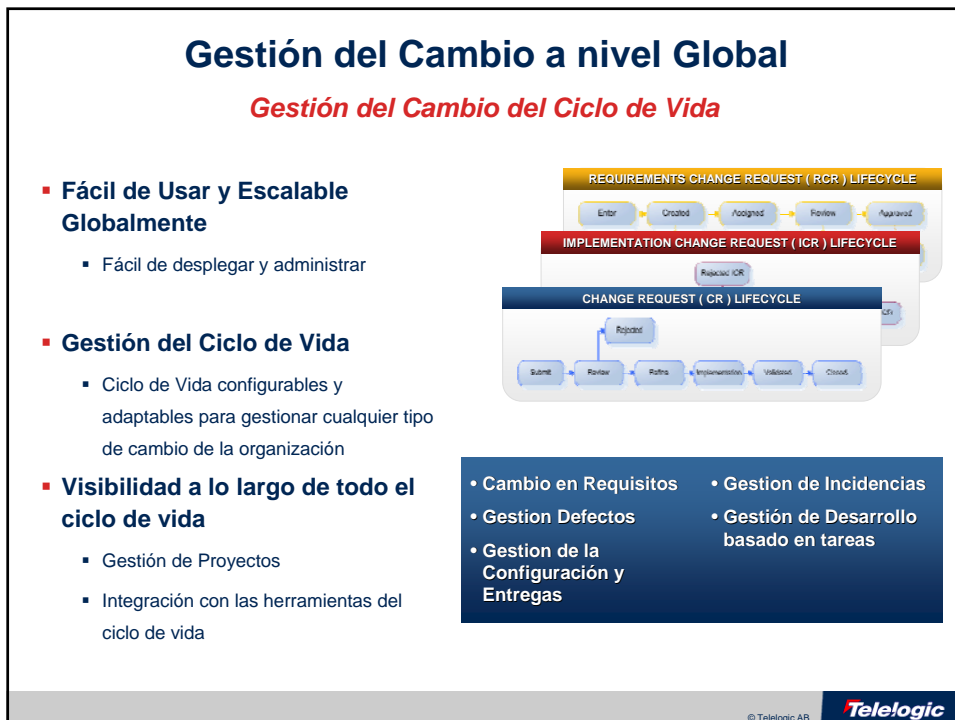 Gestión del Cambio a nivel Global
Gestión del Cambio del Ciclo de Vida
Fácil de Usar y Escalable
Globalmente
Fácil de desplegar y administrar
Gestión del Ciclo de Vida
Ciclo de Vida configurables y
adaptables para gestionar cualquier tipo
de cambio de la organización
Visibilidad a lo largo de todo el
ciclo de vida
Gestión de Proyectos
Integración con las herramientas del
ciclo de vida
REQUIREMENTS CHANGE REQUEST ( RCR ) LIFECYCLE
Enter Created Assigned Review Approved
IMPLEMENTATION CHANGE REQUEST ( ICR ) LIFECYCLE
Rejected ICR
CHANGE REQUEST ( CR ) LIFECYCLE
Rejected
Submit Review Refine Implementation Validated Closed
• Cambio en Requisitos
• Gestion Defectos
• Gestion de la
Configuración y
Entregas
• Gestion de Incidencias
• Gestión de Desarrollo
basado en tareas
© Telelogic AB
Telelogic